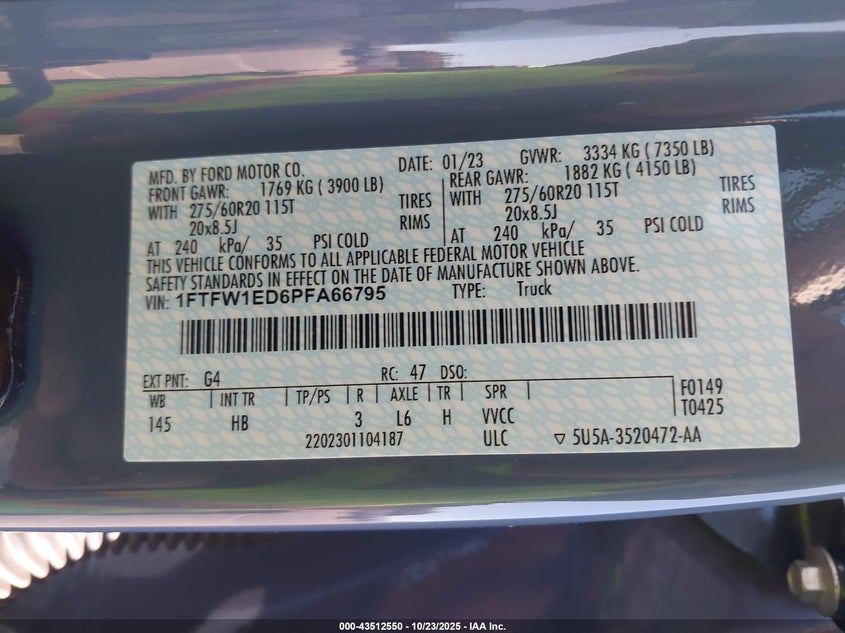 MFD. BY FORD MOTOR CO. DATE: 01/23 GVWR: 3334 KG ( 7350 LB)
FRONT GAWR: 1769 KG ( 3900 LB) REAR GAWR: 1882 KG ( 4150 LB)
WITH 275/60R20 115T TIRES WITH 275/60R20 115T TIRES
20x8.5J RIMS 20x8.5J RIMS
AT 240 kPa/ 35 PSI COLD AT 240 kPa/ 35 PSI COLD
THIS VEHICLE CONFORMS TO ALL APPLICABLE FEDERAL MOTOR VEHICLE
SAFETY STANDARDS IN EFFECT ON THE DATE OF MANUFACTURE SHOWN ABOVE.
VIN: 1FTFW1ED6PFA66795 TYPE: Truck
EXT PNT: G4 RC: 47 DSO:
WB INT TR TP/PS R AXLE TR SPR F0149
145 HB 3 L6 H VVCC T0425
2202301104187 ULC ▽ 5U5A-3520472-AA
000-43512550 - 10/23/2025 - IAA Inc.